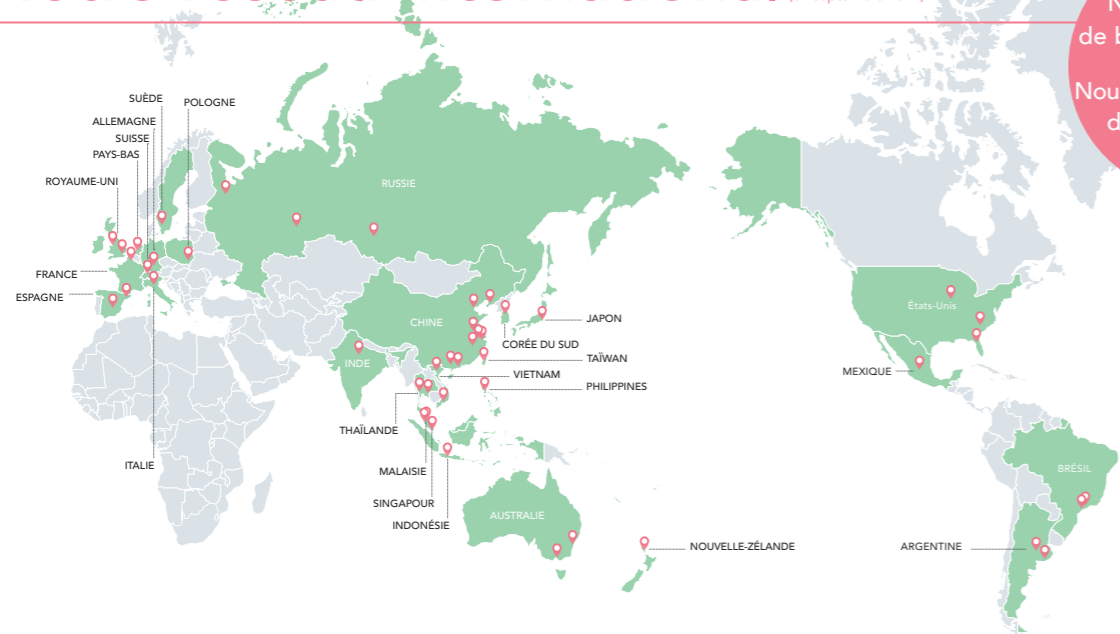 de b
Nou
d
SUÈDE
POLOGNE
ALLEMAGNE
SUISSE
PAYS-BAS
ROYAUME-UNI
RUSSIE
FRANCE
ESPAGNE
États-Unis
CHINE
JAPON
CORÉE DU SUD
TAÏWAN
INDE
VIETNAM
MEXIQUE
PHILIPPINES
THAÏLANDE
ITALIE
MALAISIE
BRÉSIL
SINGAPOUR
AUSTRALIE
INDONÉSIE
NOUVELLE-ZÉLANDE
ARGENTINE